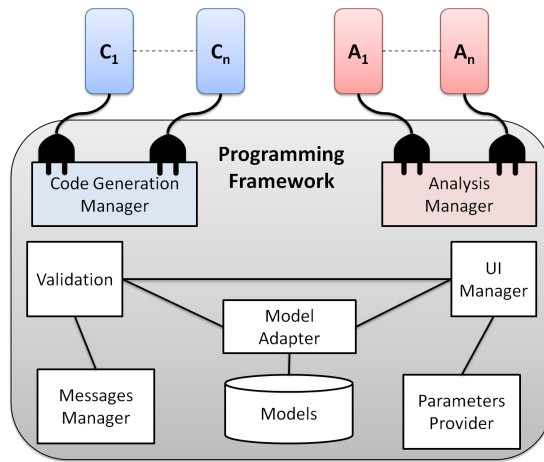 C1
Cn
A1
An
Programming
Framework
Code Generation
Manager
Analysis
Manager
Validation
UI
Manager
Model
Adapter
Messages
Manager
Models
Parameters
Provider